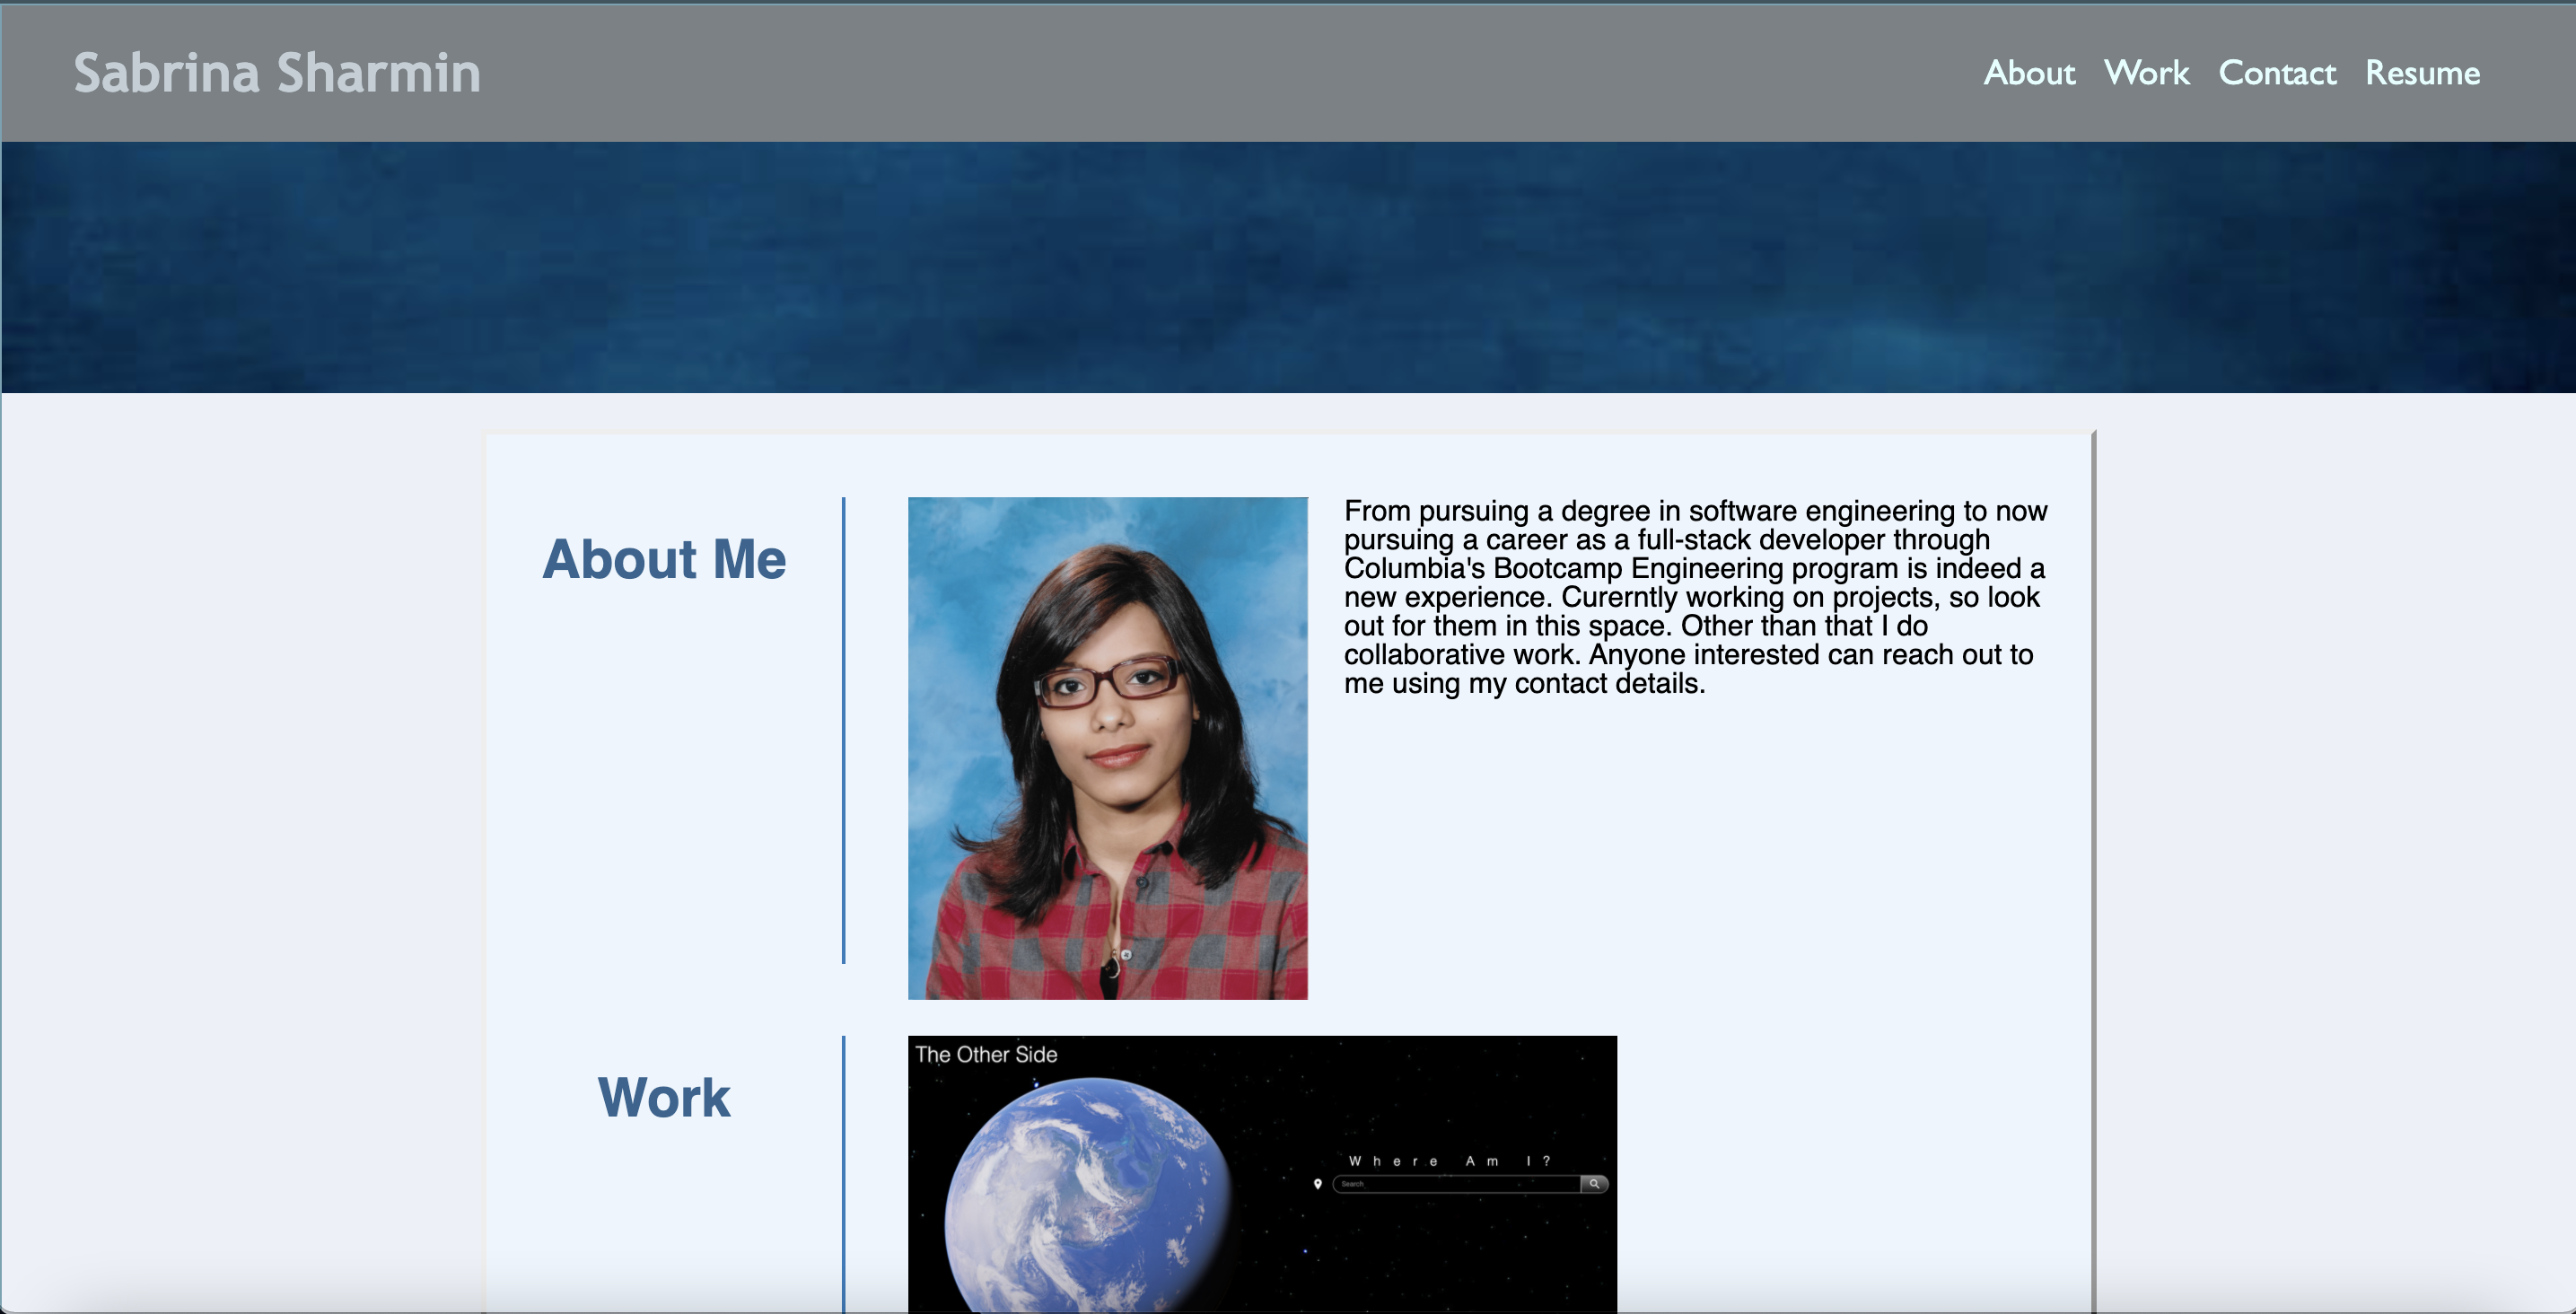 Sabrina Sharmin
About Work Contact Resume
About Me
From pursuing a degree in software engineering to now
pursuing a career as a full-stack developer through
Columbia's Bootcamp Engineering program is indeed a
new experience. Curerntly working on projects, so look
out for them in this space. Other than that I do
collaborative work. Anyone interested can reach out to
me using my contact details.
Work
The Other Side
Where Am I?
Search